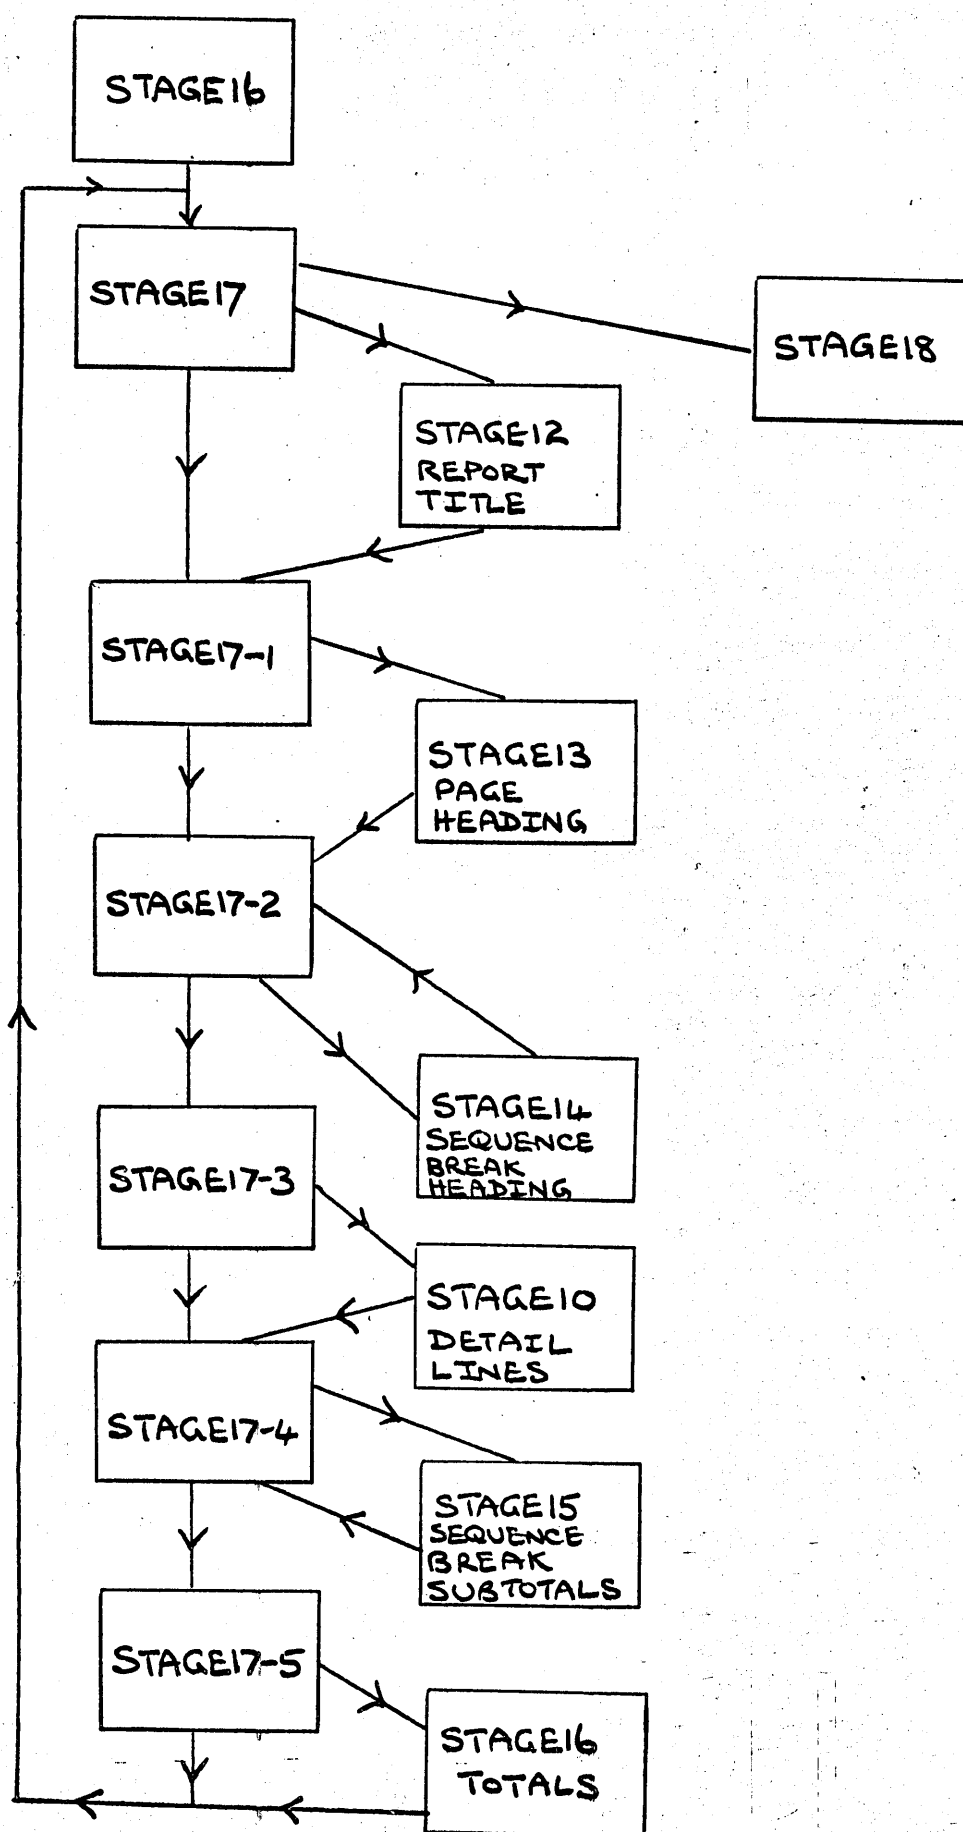 STAGE16
STAGE17
STAGE18
STAGE12
REPORT
TITLE
STAGE17-1
STAGE13
PAGE
HEADING
STAGE17-2
STAGE14
SEQUENCE
BREAK
HEADING
STAGE17-3
STAGE10
DETAIL
LINES
STAGE17-4
STAGE15
SEQUENCE
BREAK
SUBTOTALS
STAGE17-5
STAGE16
TOTALS